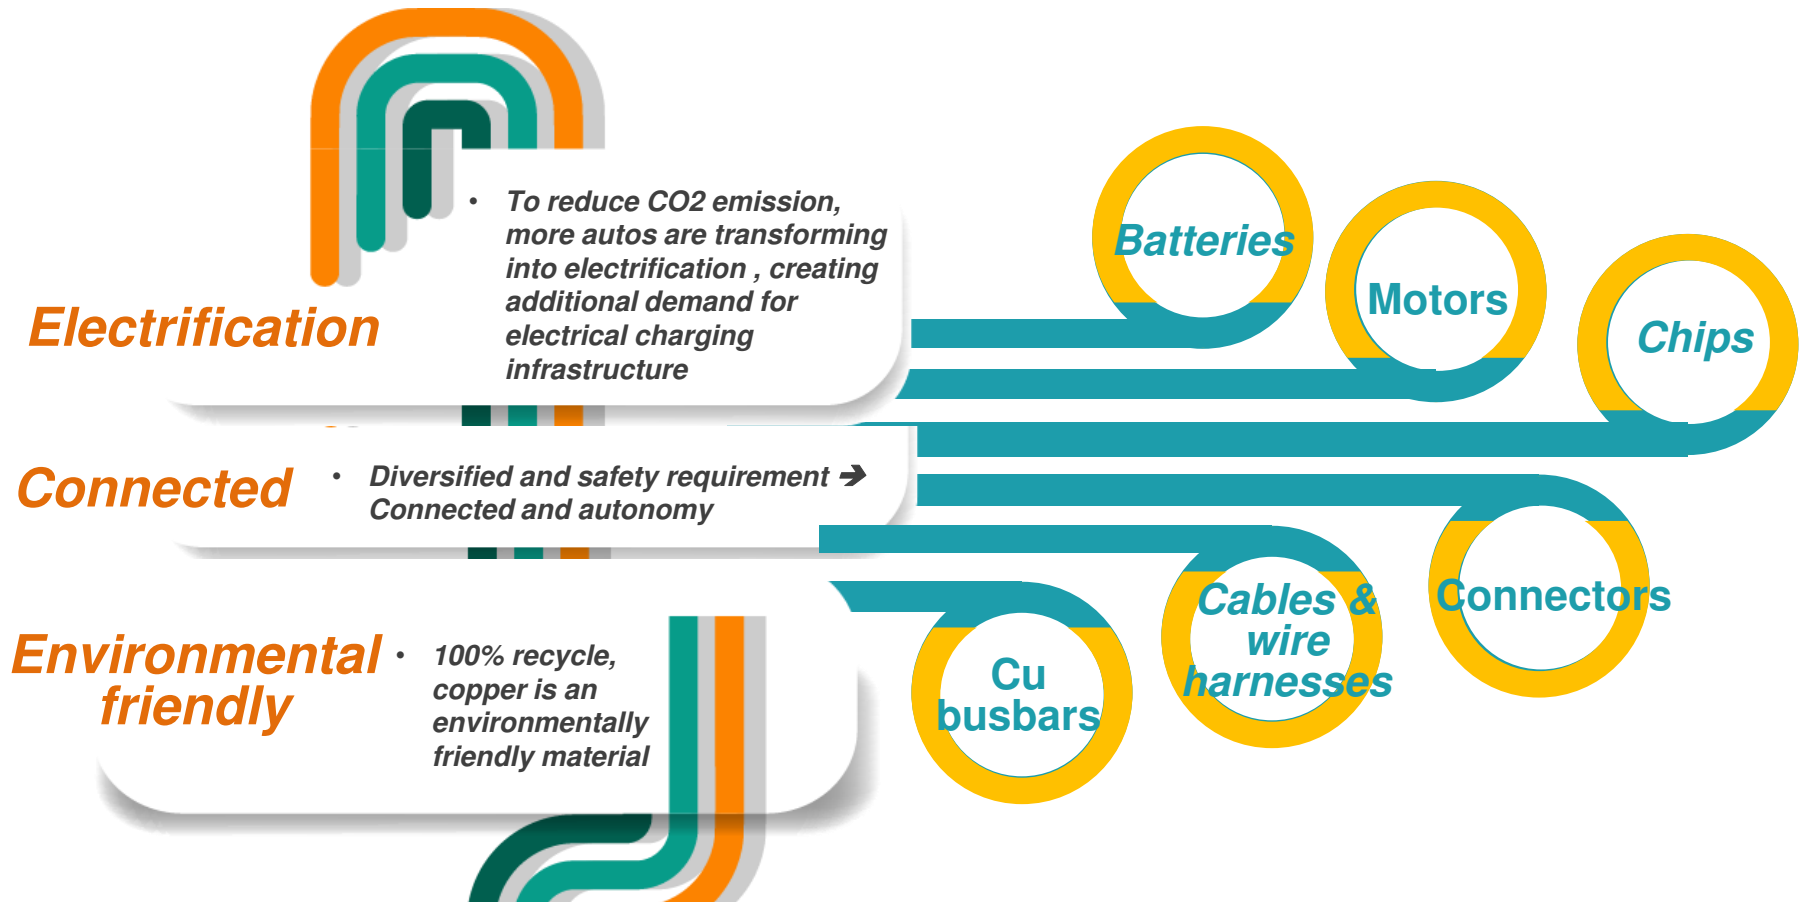 Electrification
• To reduce CO2 emission,
more autos are transforming
into electrification , creating
additional demand for
electrical charging
infrastructure
Connected
• Diversified and safety requirement ➔
Connected and autonomy
Environmental
friendly
• 100% recycle,
copper is an
environmentally
friendly material
Batteries
Motors
Chips
Connectors
Cables &
wire
harnesses
Cu
busbars